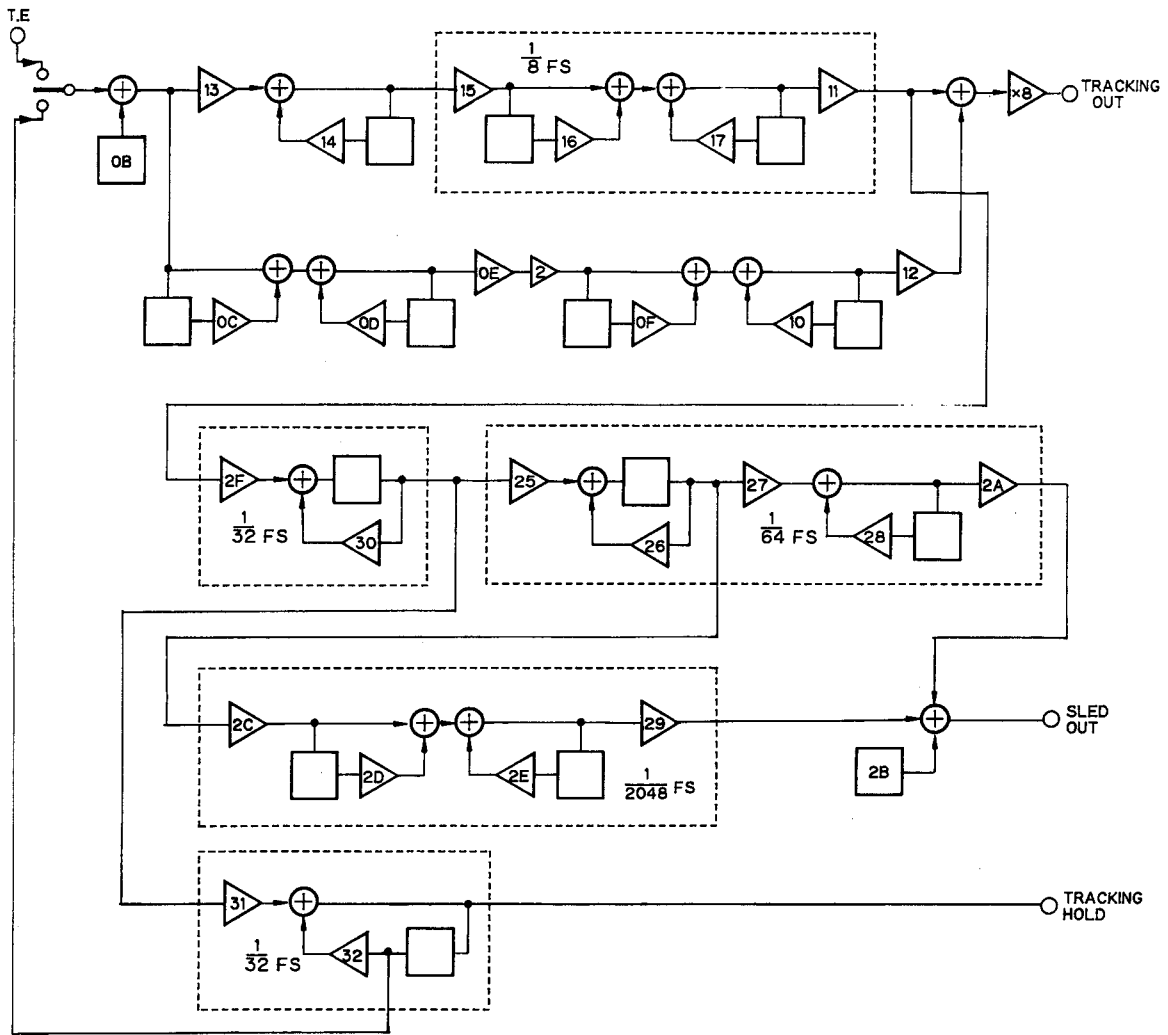 T.E
13
15
1/8 FS
16
17
11
×8
TRACKING
OUT
0B
14
0C
0D
0E
2
0F
10
12
2F
1/32 FS
30
25
26
27
1/64 FS
28
2A
2C
2D
2E
29
1/2048 FS
2B
SLED
OUT
31
1/32 FS
32
TRACKING
HOLD